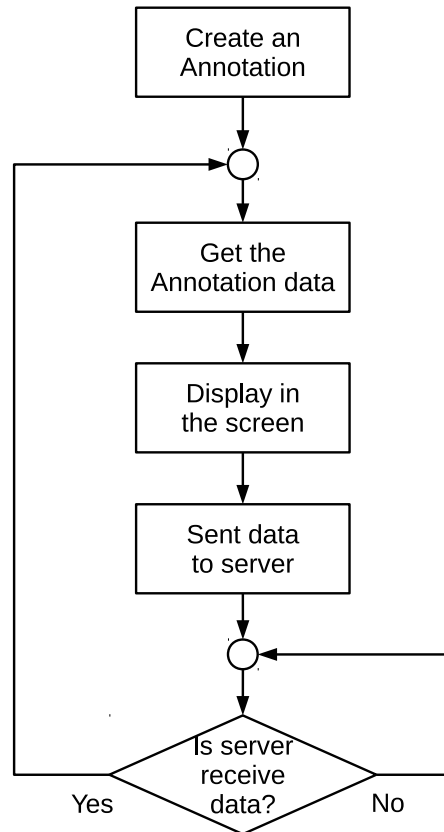 Create an
Annotation
Get the
Annotation data
Display in
the screen
Sent data
to server
Is server
receive
data?
Yes
No